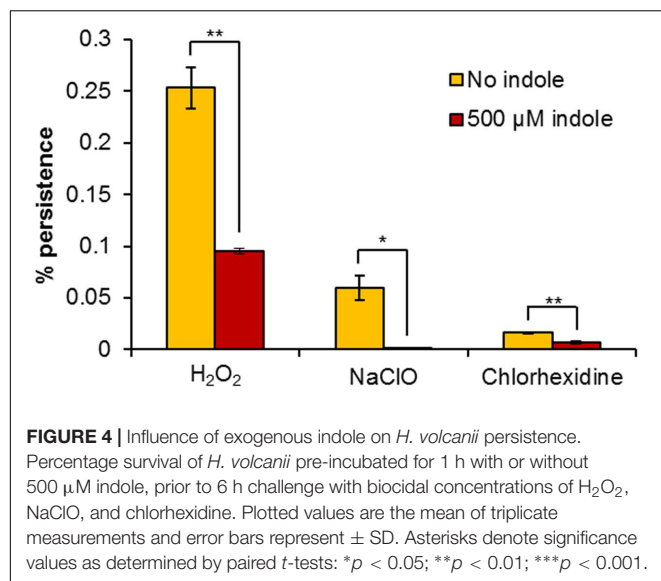 0.3
0.25
0.2
0.15
0.1
0.05
0
% persistence
**
*
**
No indole
500 µM indole
H₂O₂
NaClO
Chlorhexidine
FIGURE 4 | Influence of exogenous indole on H. volcanii persistence.
Percentage survival of H. volcanii pre-incubated for 1 h with or without
500 µM indole, prior to 6 h challenge with biocidal concentrations of H₂O₂,
NaClO, and chlorhexidine. Plotted values are the mean of triplicate
measurements and error bars represent ± SD. Asterisks denote significance
values as determined by paired t-tests: *p < 0.05; **p < 0.01; ***p < 0.001.